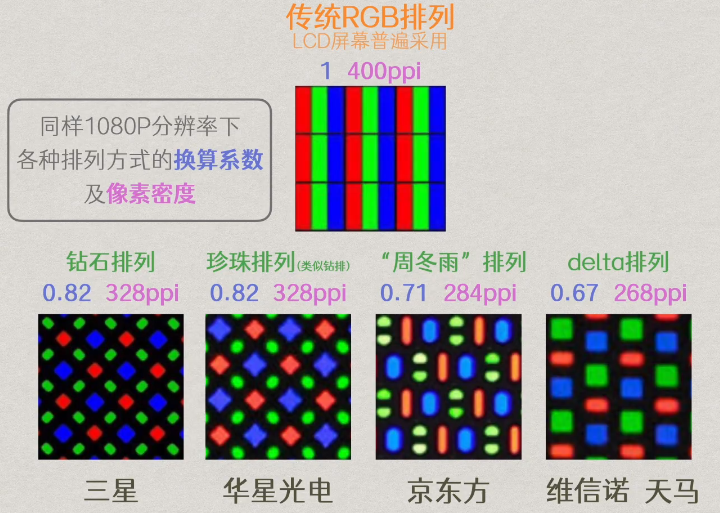 传统RGB排列
LCD屏幕普遍采用
1 400ppi
同样1080P分辨率下
各种排列方式的换算系数
及像素密度
钻石排列 珍珠排列(类似钻排) “周冬雨”排列 delta排列
0.82 328ppi 0.82 328ppi 0.71 284ppi 0.67 268ppi
三星 华星光电 京东方 维信诺 天马